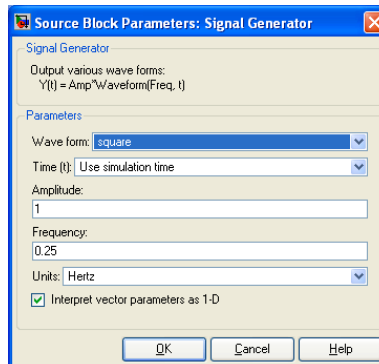 Source Block Parameters: Signal Generator
Signal Generator
Output various wave forms:
Y(t) = Amp*Waveform(Freq, t)
Parameters
Wave form: square
Time (t): Use simulation time
Amplitude:
1
Frequency:
0.25
Units: Hertz
Interpret vector parameters as 1-D
OK Cancel Help